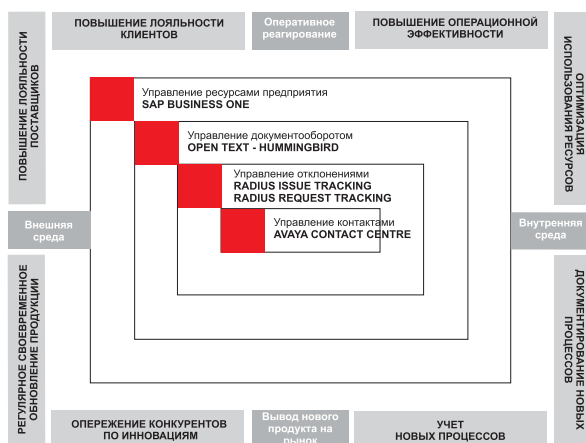 ПОВЫШЕНИЕ ЛОЯЛЬНОСТИ
КЛИЕНТОВ
Оперативное
реагирование
ПОВЫШЕНИЕ ОПЕРАЦИОННОЙ
ЭФФЕКТИВНОСТИ
ПОВЫШЕНИЕ ЛОЯЛЬНОСТИ
ПОСТАВЩИКОВ
ОПТИМИЗАЦИЯ
ИСПОЛЬЗОВАНИЯ РЕСУРСОВ
Управление ресурсами предприятия
SAP BUSINESS ONE
Управление документооборотом
OPEN TEXT - HUMMINGBIRD
Управление отклонениями
RADIUS ISSUE TRACKING
RADIUS REQUEST TRACKING
Управление контактами
AVAYA CONTACT CENTRE
Внешняя
среда
Внутренняя
среда
РЕГУЛЯРНОЕ СВОЕВРЕМЕННОЕ
ОБНОВЛЕНИЕ ПРОДУКЦИИ
ДОКУМЕНТИРОВАНИЕ НОВЫХ
ПРОЦЕССОВ
ОПЕРЕЖЕНИЕ КОНКУРЕНТОВ
ПО ИННОВАЦИЯМ
Вывод нового
продукта на
рынок
УЧЕТ
НОВЫХ ПРОЦЕССОВ